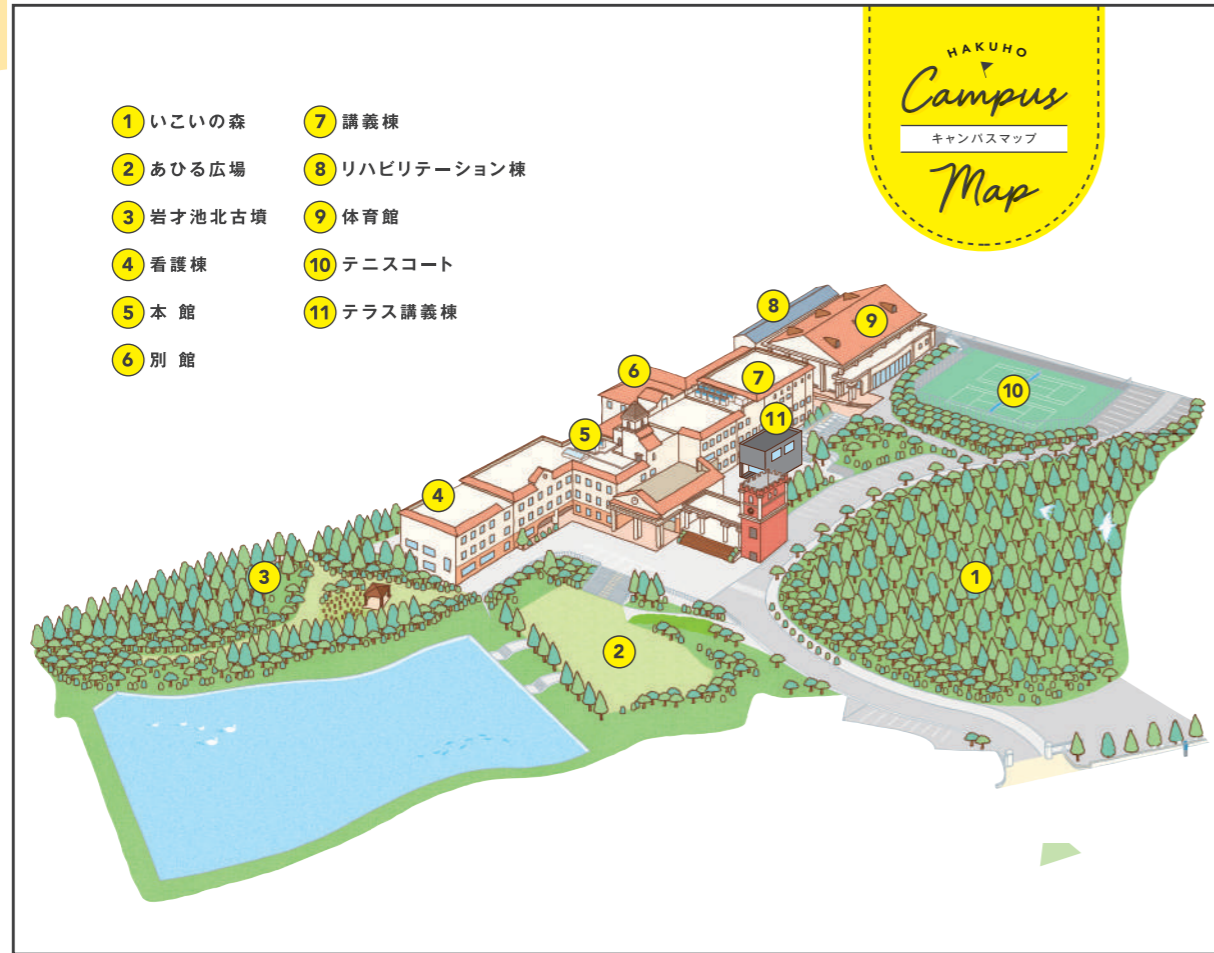 HAKUHO
Campus
キャンパスマップ
Map
1 いこいの森
2 あひる広場
3 岩才池北古墳
4 看護棟
5 本 館
6 別 館
7 講義棟
8 リハビリテーション棟
9 体育館
10 テニスコート
11 テラス講義棟
8
9
10
6
7
11
5
4
3
1
2